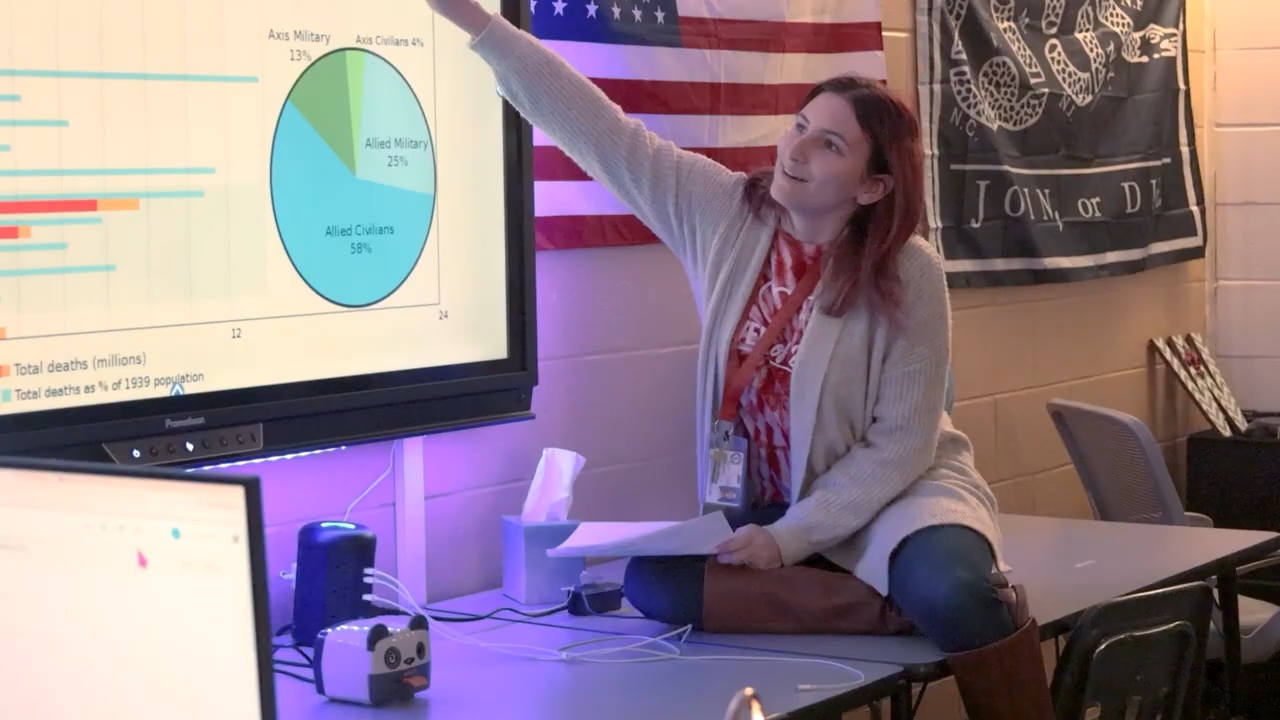 Axis Military
13%
Axis Civilians 4%
Allied Military
25%
Allied Civilians
58%
12
24
Total deaths (millions)
Total deaths as % of 1939 population
Promethean
N.C.
JOIN, or D